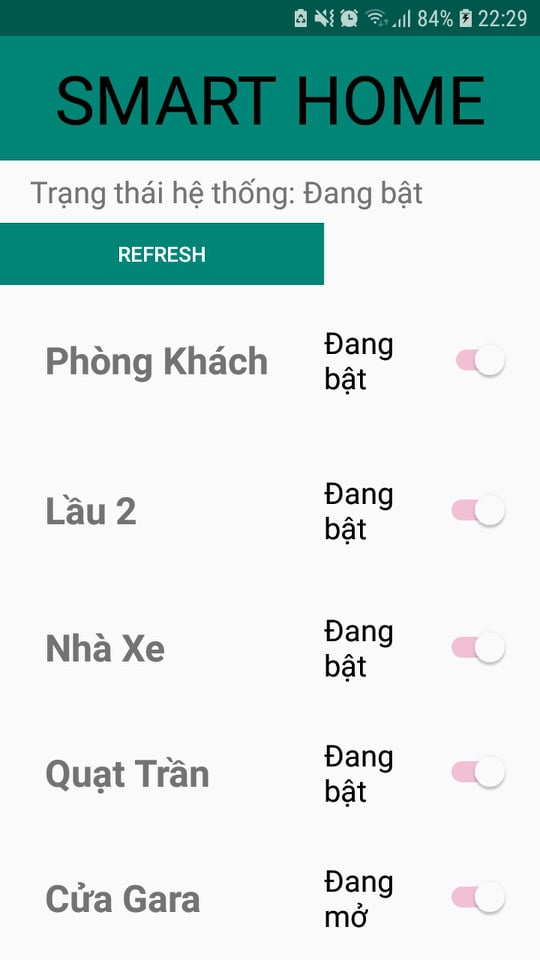 84% 22:29
SMART HOME
Trạng thái hệ thống: Đang bật
REFRESH
Phòng Khách
Đang
bật
Lầu 2
Đang
bật
Nhà Xe
Đang
bật
Quạt Trần
Đang
bật
Cửa Gara
Đang
mở